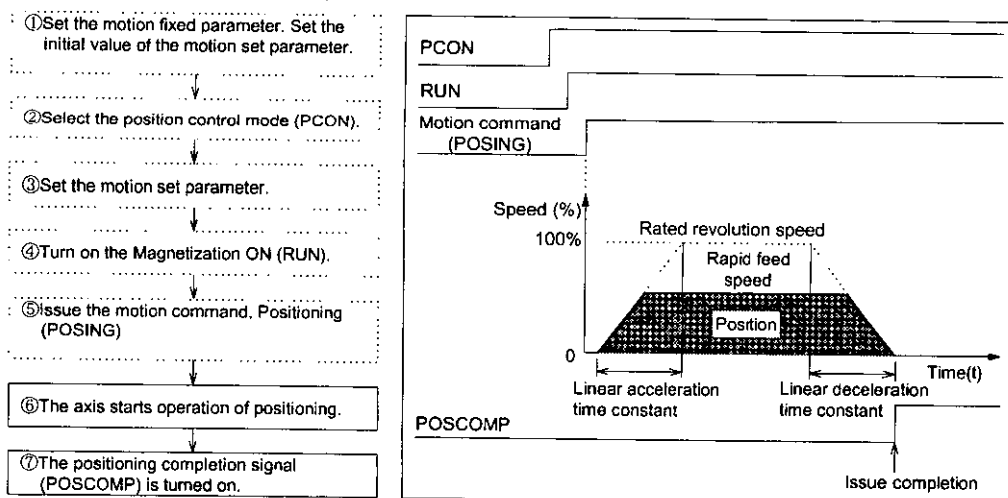 ①Set the motion fixed parameter. Set the
initial value of the motion set parameter.
②Select the position control mode (PCON).
③Set the motion set parameter.
④Turn on the Magnetization ON (RUN).
⑤Issue the motion command, Positioning
(POSING)
⑥The axis starts operation of positioning.
⑦The positioning completion signal
(POSCOMP) is turned on.
PCON
RUN
Motion command
(POSING)
Speed (%)
100%
Rated revolution speed
Rapid feed
speed
Position
0
Time(t)
Linear acceleration
time constant
Linear deceleration
time constant
POSCOMP
Issue completion